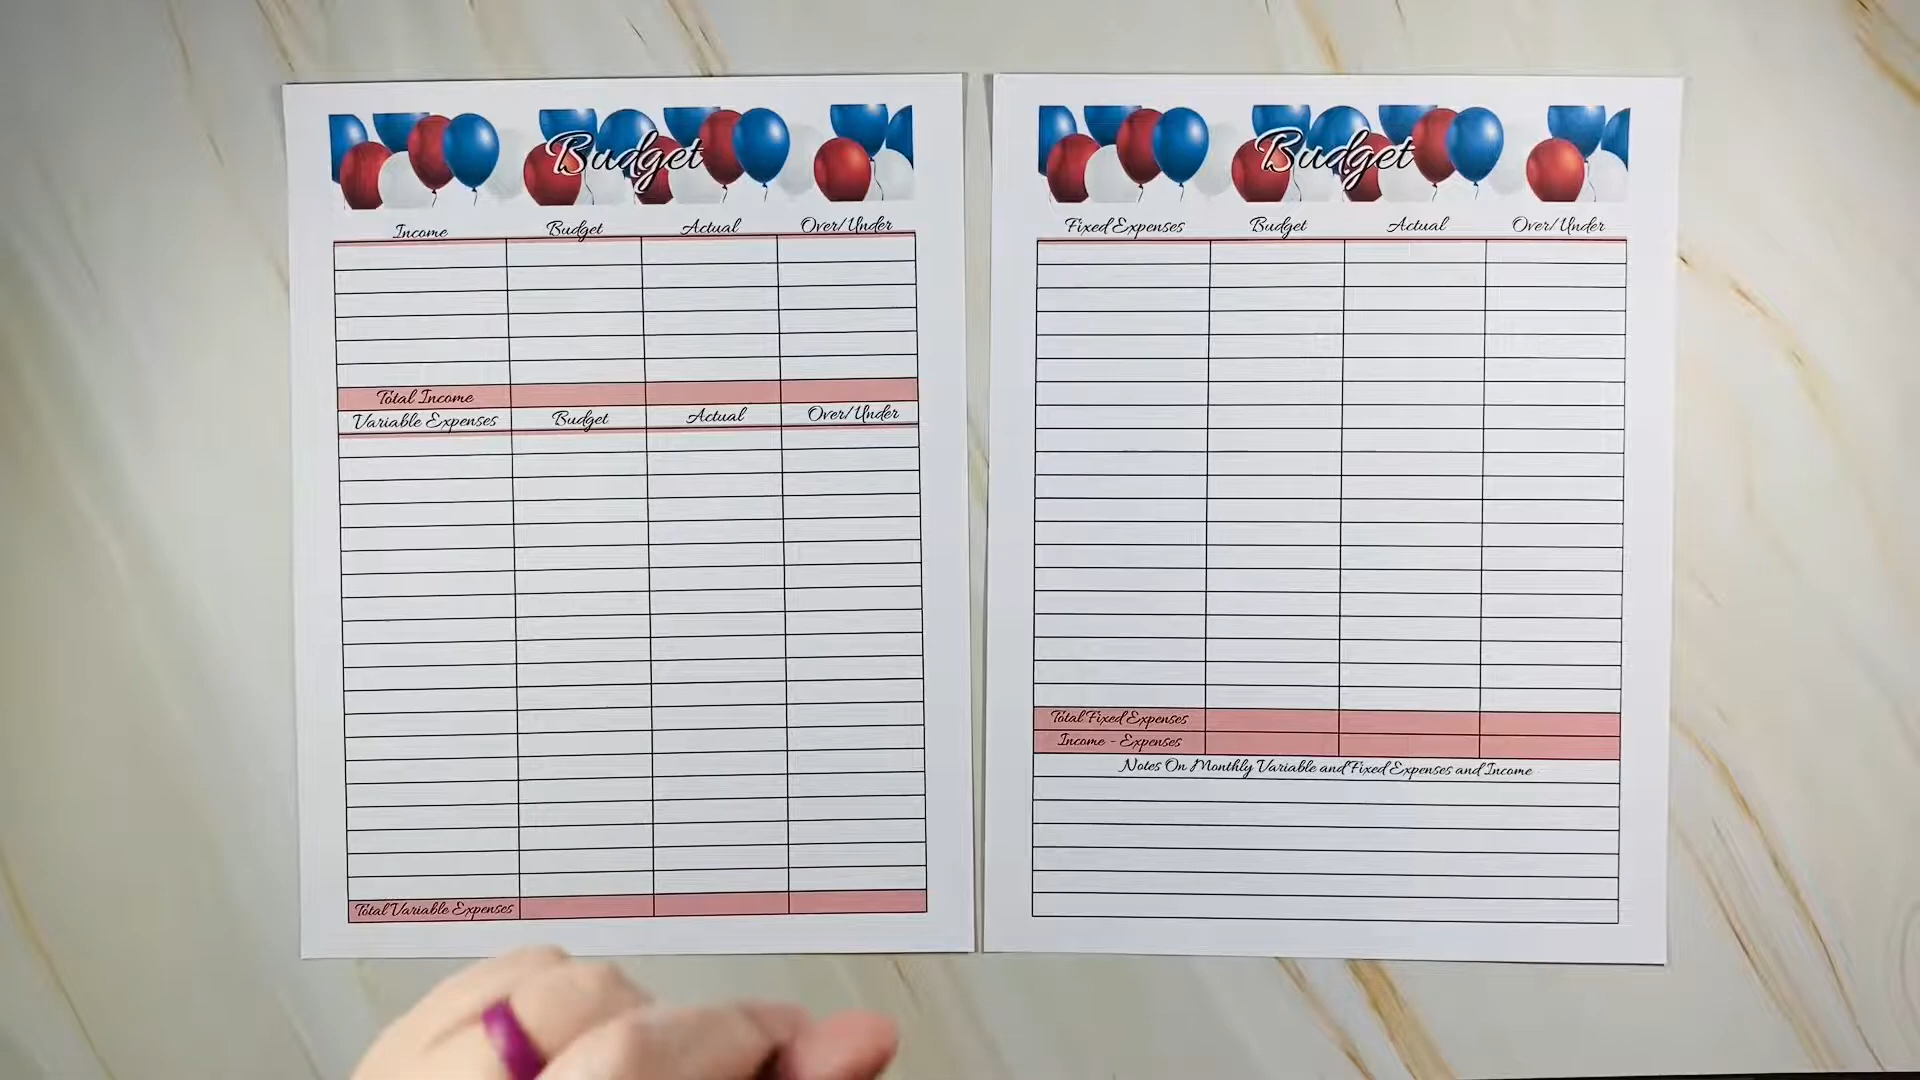 Budget
Income Budget Actual Over/Under
Total Income
Variable Expenses Budget Actual Over/Under
Total Variable Expenses
Budget
Fixed Expenses Budget Actual Over/Under
Total Fixed Expenses
Income - Expenses
Notes On Monthly Variable and Fixed Expenses and Income